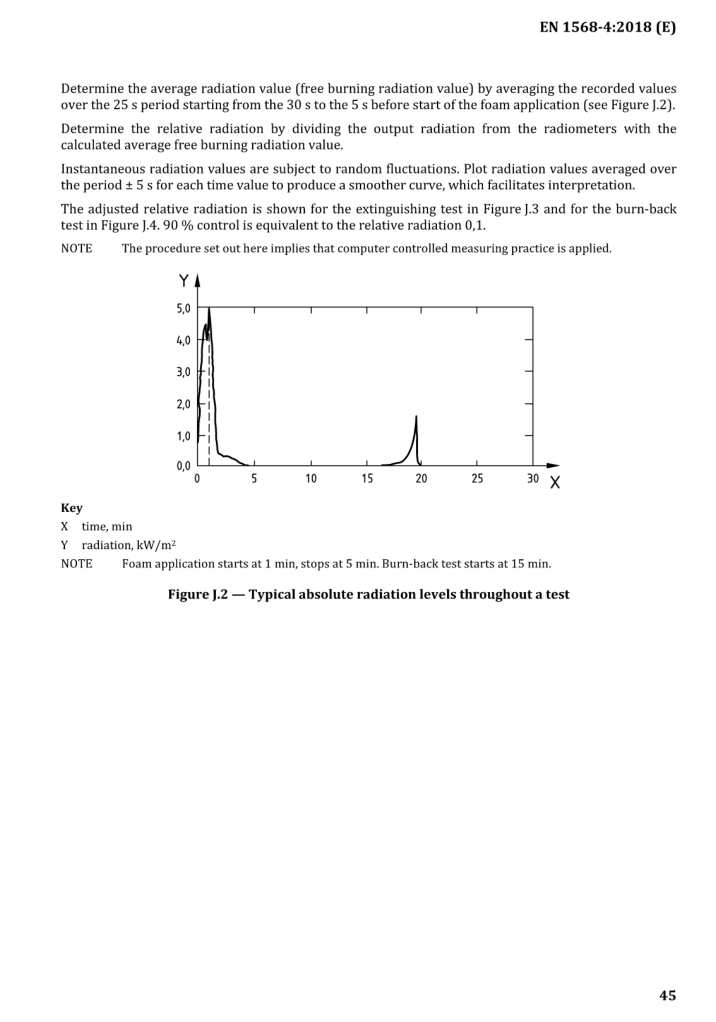 EN 1568-4:2018 (E)
Determine the average radiation value (free burning radiation value) by averaging the recorded values
over the 25 s period starting from the 30 s to the 5 s before start of the foam application (see Figure J.2).
Determine the relative radiation by dividing the output radiation from the radiometers with the
calculated average free burning radiation value.
Instantaneous radiation values are subject to random fluctuations. Plot radiation values averaged over
the period ± 5 s for each time value to produce a smoother curve, which facilitates interpretation.
The adjusted relative radiation is shown for the extinguishing test in Figure J.3 and for the burn-back
test in Figure J.4. 90 % control is equivalent to the relative radiation 0,1.
NOTE The procedure set out here implies that computer controlled measuring practice is applied.
Y
5,0
4,0
3,0
2,0
1,0
0,0
0 5 10 15 20 25 30 X
Key
X time, min
Y radiation, kW/m²
NOTE Foam application starts at 1 min, stops at 5 min. Burn-back test starts at 15 min.
Figure J.2 — Typical absolute radiation levels throughout a test
45